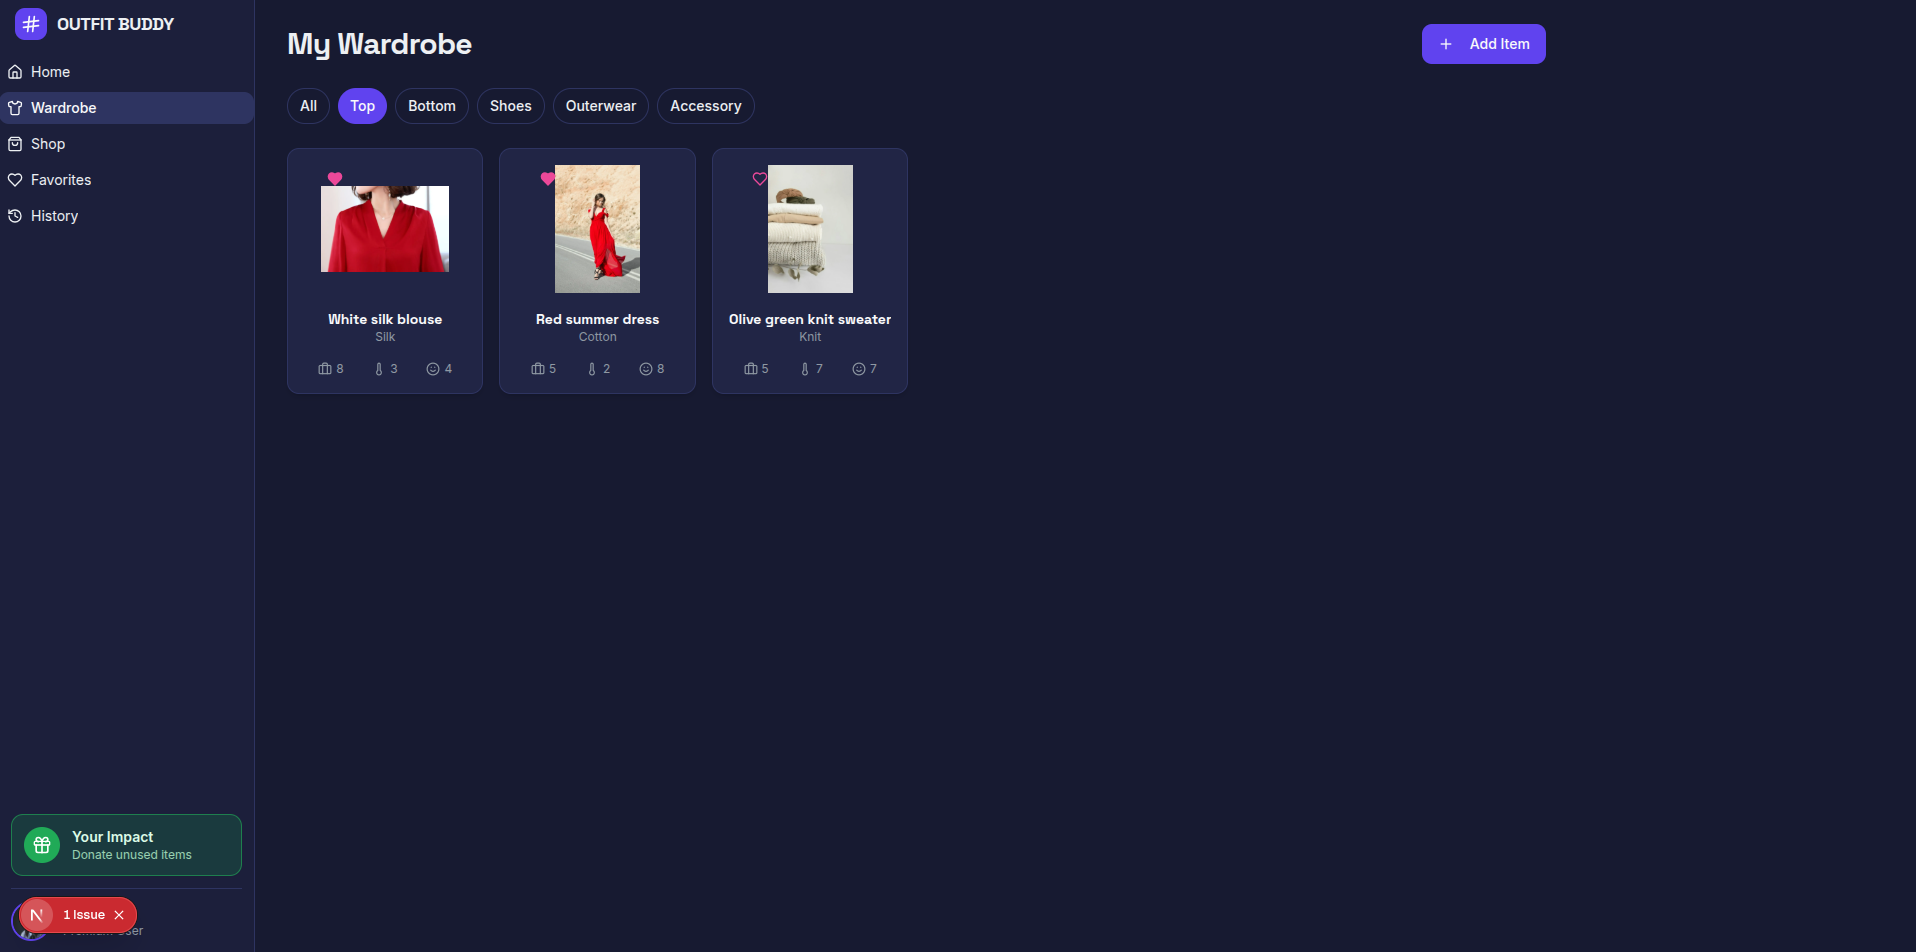 OUTFIT BUDDY
Home
Wardrobe
Shop
Favorites
History
Your Impact
Donate unused items
1 Issue
My Wardrobe
Add Item
All
Top
Bottom
Shoes
Outerwear
Accessory
White silk blouse
Silk
8
3
4
Red summer dress
Cotton
5
2
8
Olive green knit sweater
Knit
5
7
7